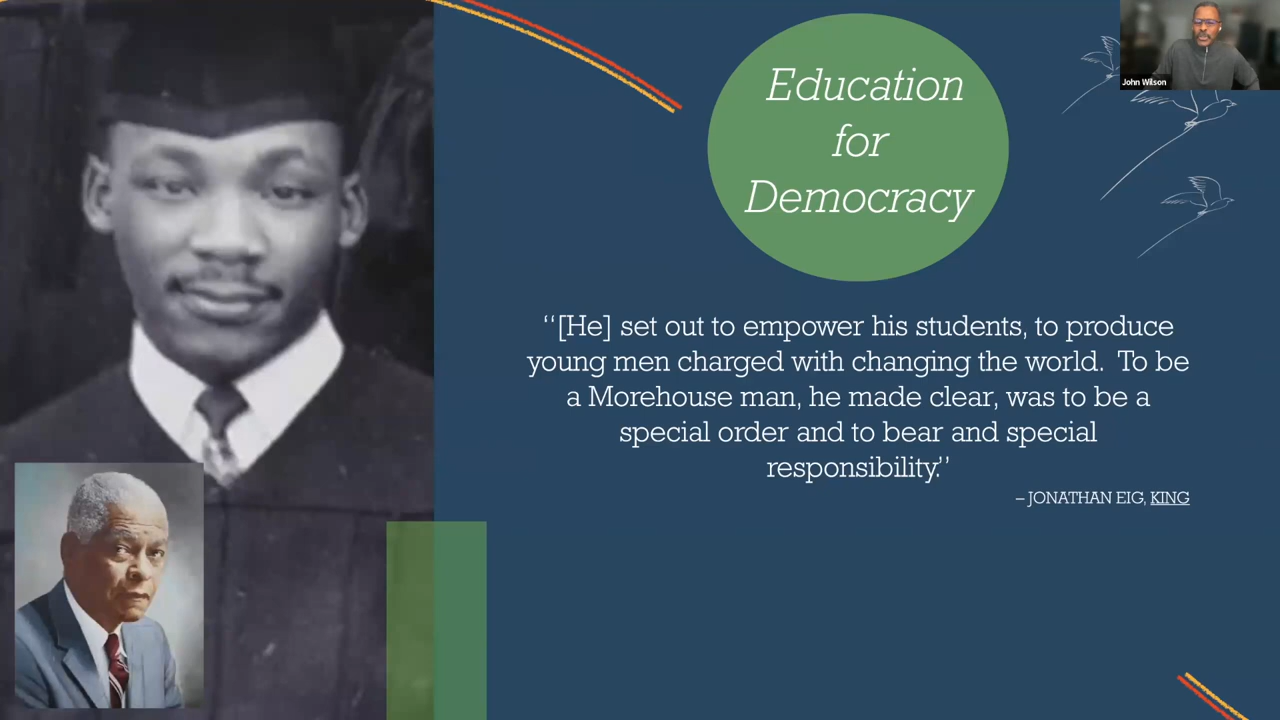 Education
for
Democracy
John Wilson
“[He] set out to empower his students, to produce
young men charged with changing the world.  To be
a Morehouse man, he made clear, was to be a
special order and to bear and special
responsibility.”
– JONATHAN EIG, KING